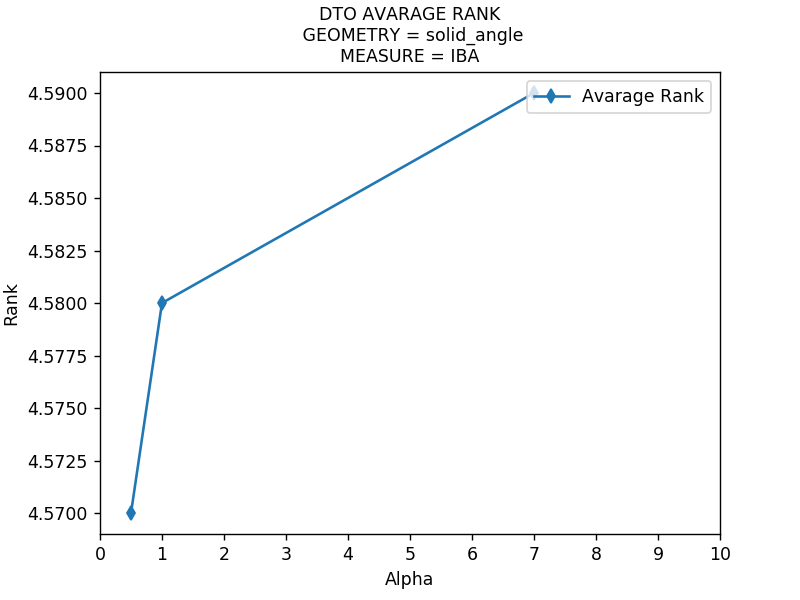 DTO AVARAGE RANK
GEOMETRY = solid_angle
MEASURE = IBA
4.5900
4.5875
4.5850
4.5825
4.5800
4.5775
4.5750
4.5725
4.5700
Rank
Avarage Rank
0 1 2 3 4 5 6 7 8 9 10
Alpha